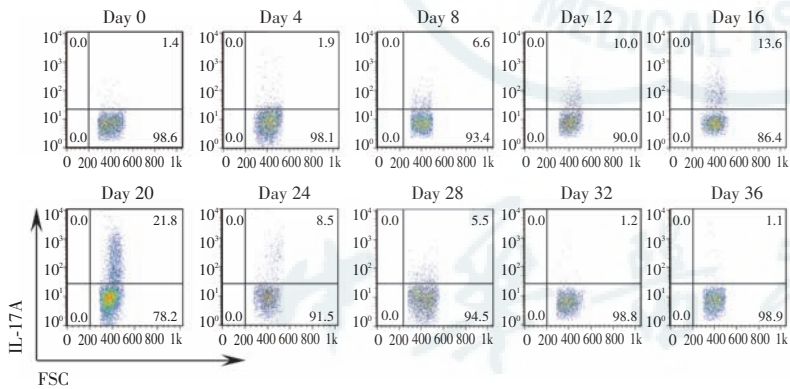 Day 0 Day 4 Day 8 Day 12 Day 16
10⁴ 0.0 1.4 10⁴ 0.0 1.9 10⁴ 0.0 6.6 10⁴ 0.0 10.0 10⁴ 0.0 13.6
10³ 10³ 10³ 10³ 10³
10² 10² 10² 10² 10²
10¹ 10¹ 10¹ 10¹ 10¹
10⁰ 0.0 98.6 10⁰ 0.0 98.1 10⁰ 0.0 93.4 10⁰ 0.0 90.0 10⁰ 0.0 86.4
0 200 400 600 800 1k 0 200 400 600 800 1k 0 200 400 600 800 1k 0 200 400 600 800 1k 0 200 400 600 800 1k
Day 20 Day 24 Day 28 Day 32 Day 36
10⁴ 0.0 21.8 10⁴ 0.0 8.5 10⁴ 0.0 5.5 10⁴ 0.0 1.2 10⁴ 0.0 1.1
10³ 10³ 10³ 10³ 10³
10² 10² 10² 10² 10²
10¹ 10¹ 10¹ 10¹ 10¹
10⁰ 0.0 78.2 10⁰ 0.0 91.5 10⁰ 0.0 94.5 10⁰ 0.0 98.8 10⁰ 0.0 98.9
0 200 400 600 800 1k 0 200 400 600 800 1k 0 200 400 600 800 1k 0 200 400 600 800 1k 0 200 400 600 800 1k
IL-17A
FSC
MEDICAL